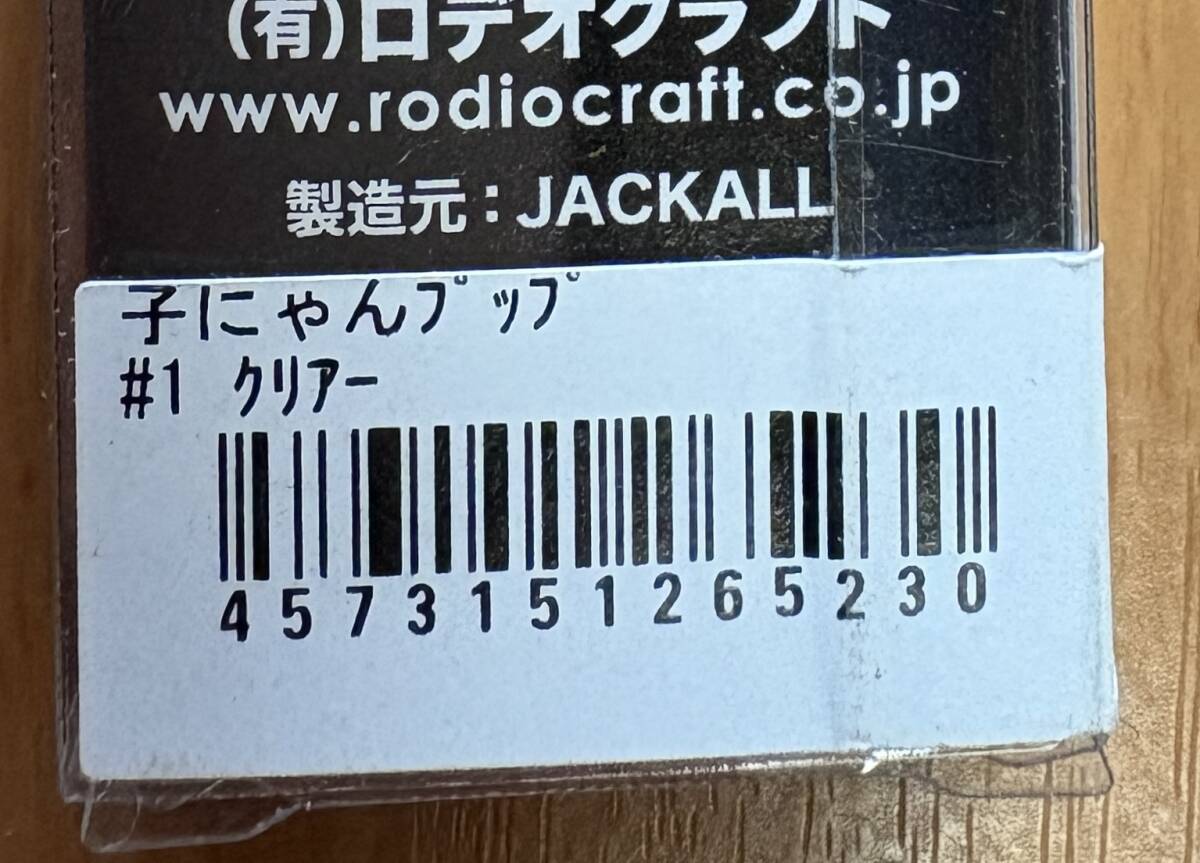 (有)ロデオクラフト
www.rodiocraft.co.jp
製造元：JACKALL
子にゃんプップ
#1 クリアー
4573151265230